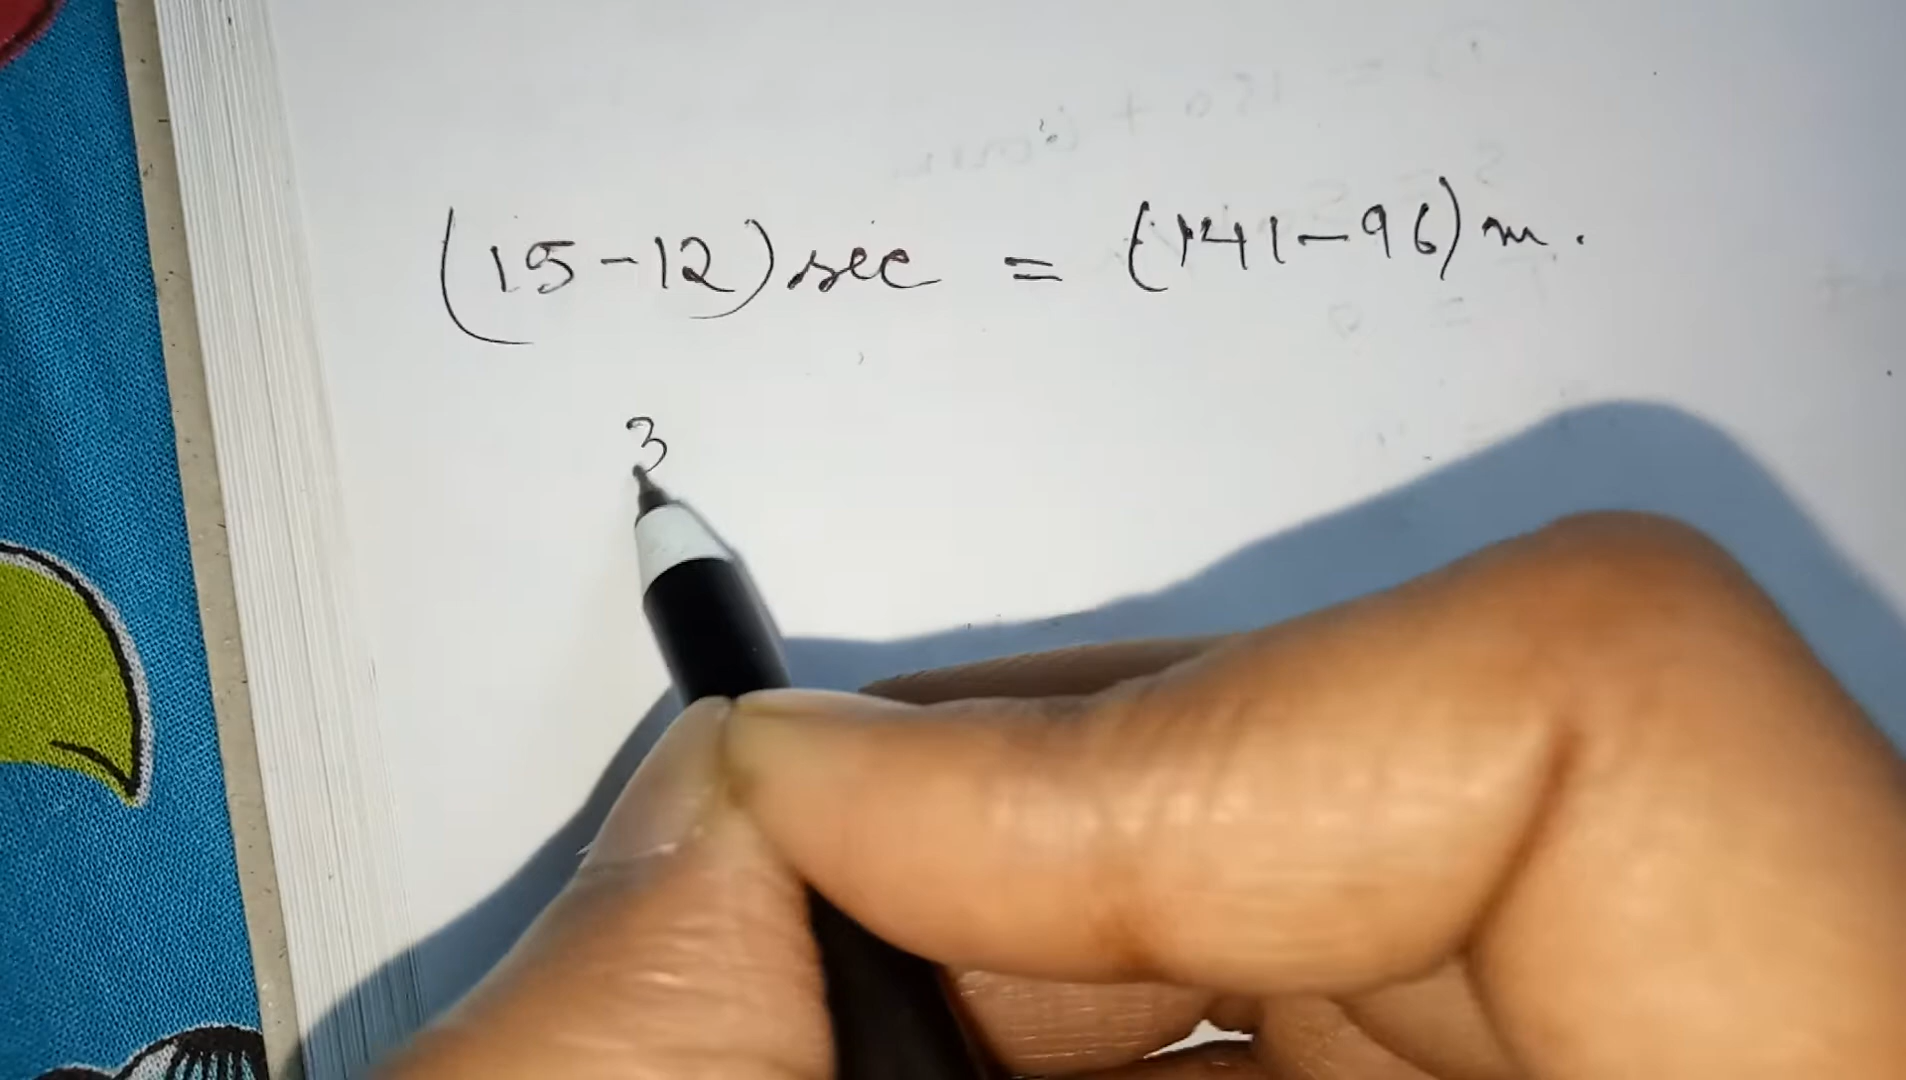 (15-12) sec = (141-96) m.
3